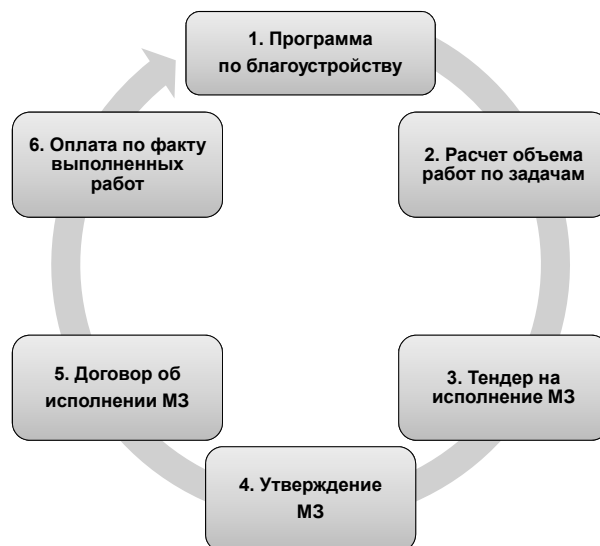 1. Программа
по благоустройству
2. Расчет объема
работ по задачам
3. Тендер на
исполнение МЗ
4. Утверждение
МЗ
5. Договор об
исполнении МЗ
6. Оплата по факту
выполненных
работ